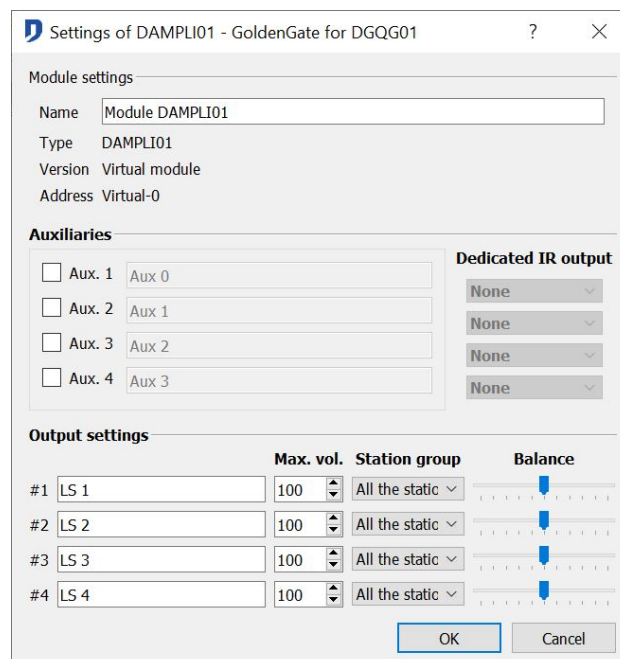 Settings of DAMPLI01 - GoldenGate for DGQG01 ?
Module settings
Name Module DAMPLI01
Type DAMPLI01
Version Virtual module
Address Virtual-0
Auxiliaries
Dedicated IR output
Aux. 1 Aux 0 None
Aux. 2 Aux 1 None
Aux. 3 Aux 2 None
Aux. 4 Aux 3 None
Output settings
Max. vol. Station group Balance
#1 LS 1 100 All the static
#2 LS 2 100 All the static
#3 LS 3 100 All the static
#4 LS 4 100 All the static
OK Cancel